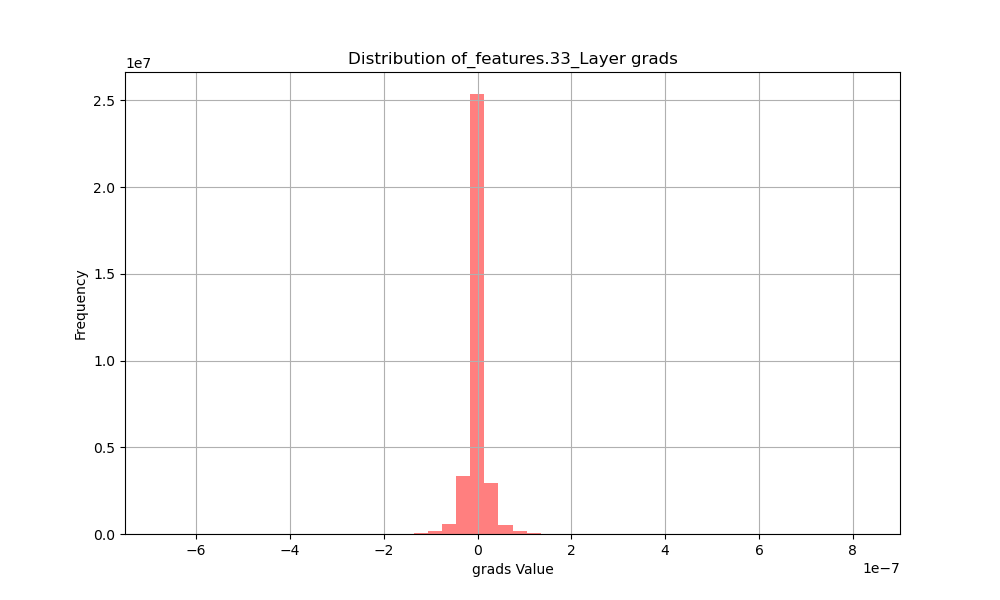 Distribution of_features.33_Layer grads
1e7
2.5
2.0
1.5
1.0
0.5
0.0
Frequency
−6 −4 −2 0 2 4 6 8
1e−7
grads Value